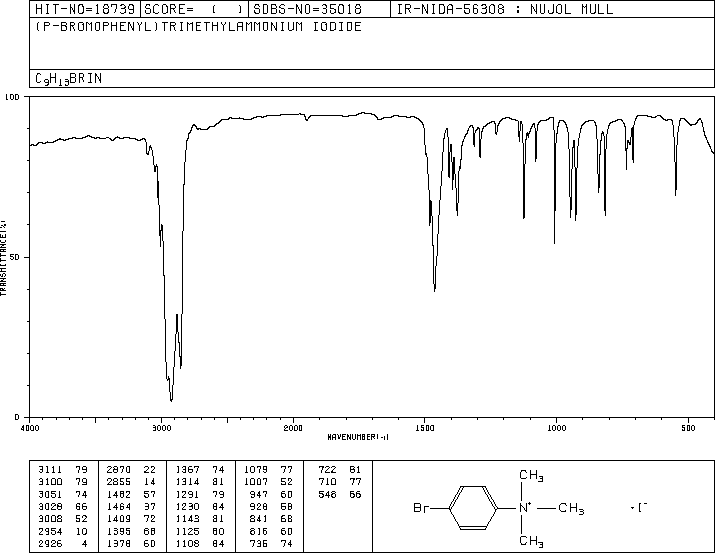 HIT-NO=18739 SCORE= ( ) SDBS-NO=35018 IR-NIDA-56308 : NUJOL MULL
(P-BROMOPHENYL)TRIMETHYLAMMONIUM IODIDE
C9H13BRIN
100
50
0
TRANSMITTANCE(%)
4000 3000 2000 1500 1000 500
WAVENUMBER(-1)
3111 79 2870 22 1367 74 1079 77 722 81
3100 79 2855 14 1314 81 1007 52 710 77
3051 74 1482 57 1291 79 947 60 548 66
3028 66 1464 37 1230 84 928 58
3008 52 1409 72 1143 81 841 68
2954 10 1395 68 1125 60 816 60
2926 4 1378 60 1108 84 736 74
CH3
Br N+ CH3 · I-
CH3